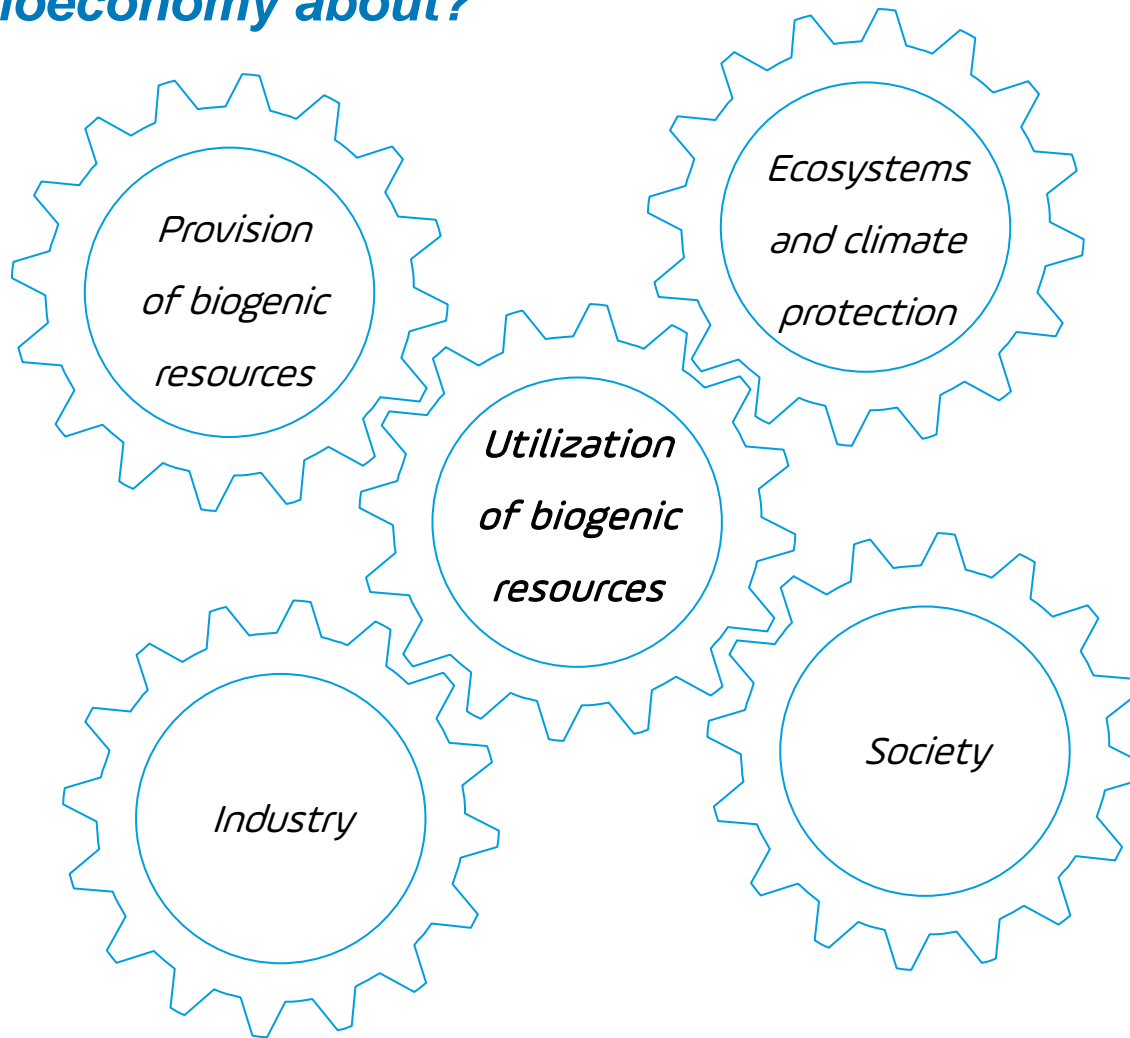 ioeconomy about?
Provision
of biogenic
resources
Ecosystems
and climate
protection
Utilization
of biogenic
resources
Industry
Society